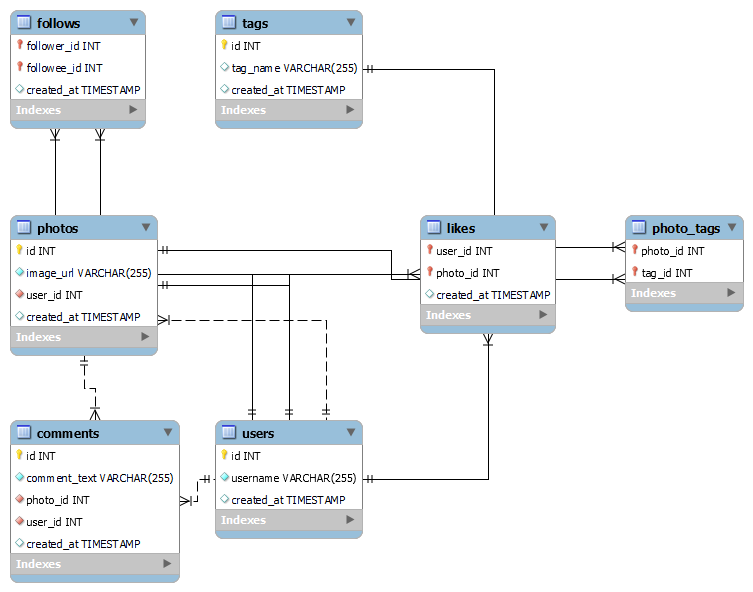 follows
follower_id INT
followee_id INT
created_at TIMESTAMP
Indexes
tags
id INT
tag_name VARCHAR(255)
created_at TIMESTAMP
Indexes
photos
id INT
image_url VARCHAR(255)
user_id INT
created_at TIMESTAMP
Indexes
likes
user_id INT
photo_id INT
created_at TIMESTAMP
Indexes
photo_tags
photo_id INT
tag_id INT
Indexes
comments
id INT
comment_text VARCHAR(255)
photo_id INT
user_id INT
created_at TIMESTAMP
Indexes
users
id INT
username VARCHAR(255)
created_at TIMESTAMP
Indexes